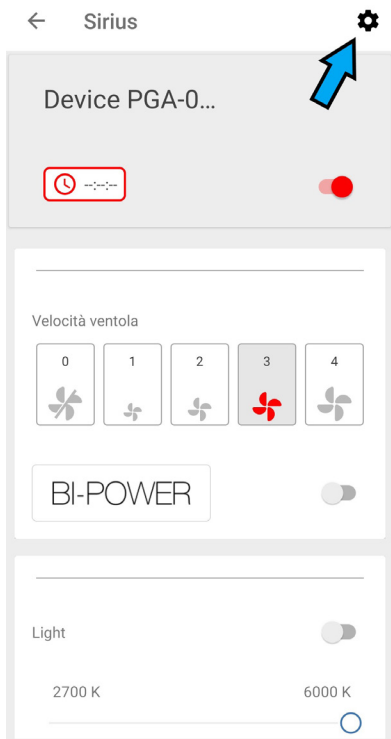 Sirius
Device PGA-0...
--:--:--
Velocità ventola
0 1 2 3 4
BI-POWER
Light
2700 K 6000 K